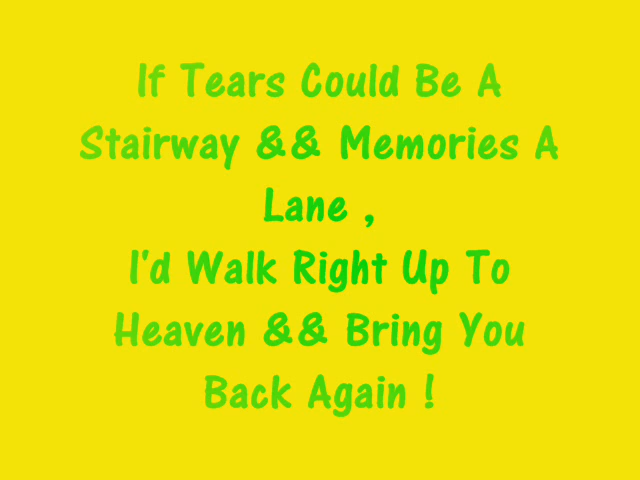 If Tears Could Be A
Stairway && Memories A
Lane ,
I'd Walk Right Up To
Heaven && Bring You
Back Again !